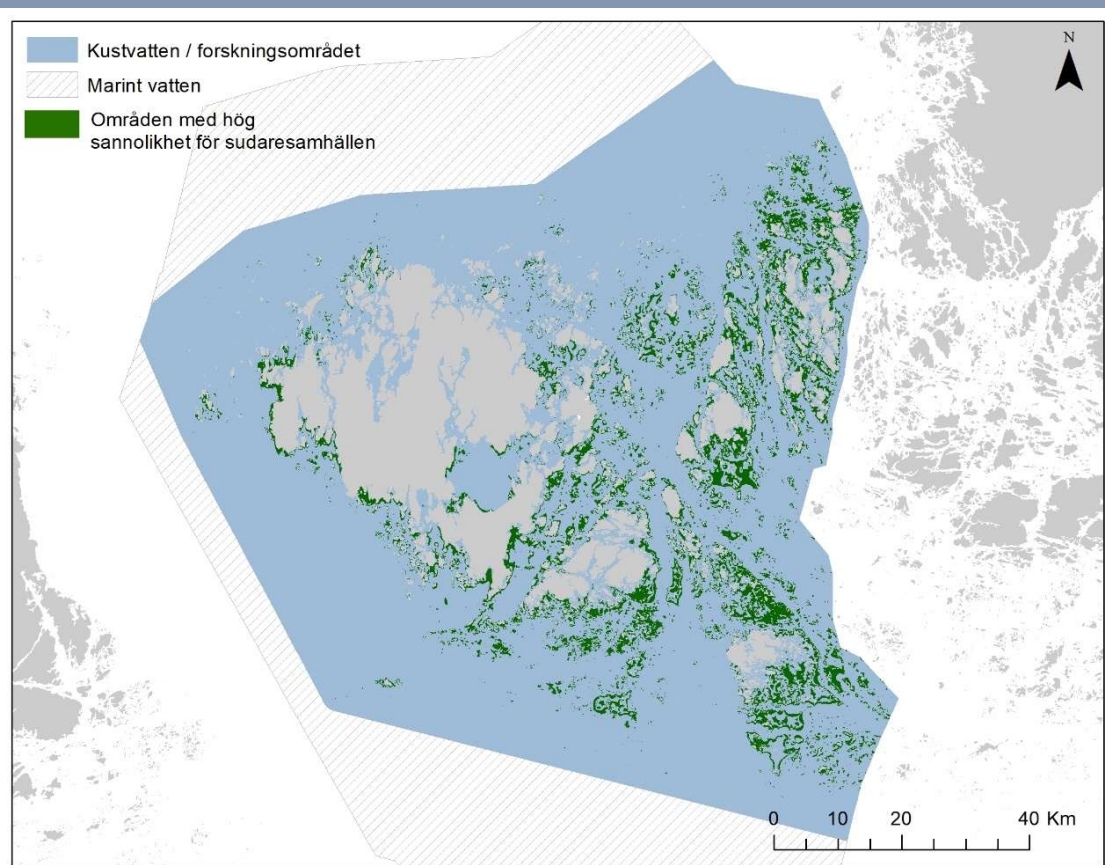 Kustvatten / forskningsområdet
Marint vatten
Områden med hög
sannolikhet för sudaresamhällen
N
0 10 20 40 Km